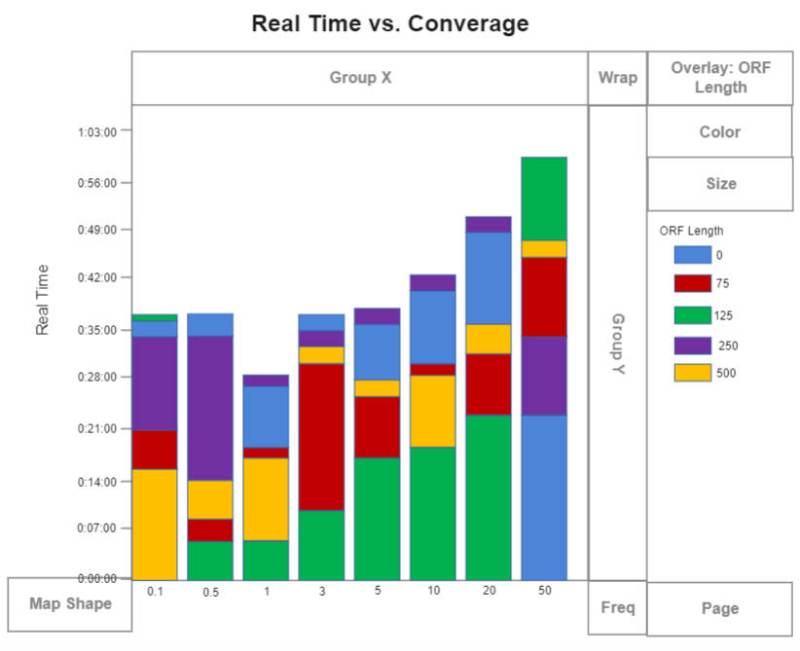 Real Time vs. Converage
Group X
Wrap
Overlay: ORF
Length
Color
Size
ORF Length
0
75
125
250
500
Real Time
1:03:00
0:56:00
0:49:00
0:42:00
0:35:00
0:28:00
0:21:00
0:14:00
0:07:00
0:00:00
Group Y
0.1 0.5 1 3 5 10 20 50
Map Shape
Freq
Page